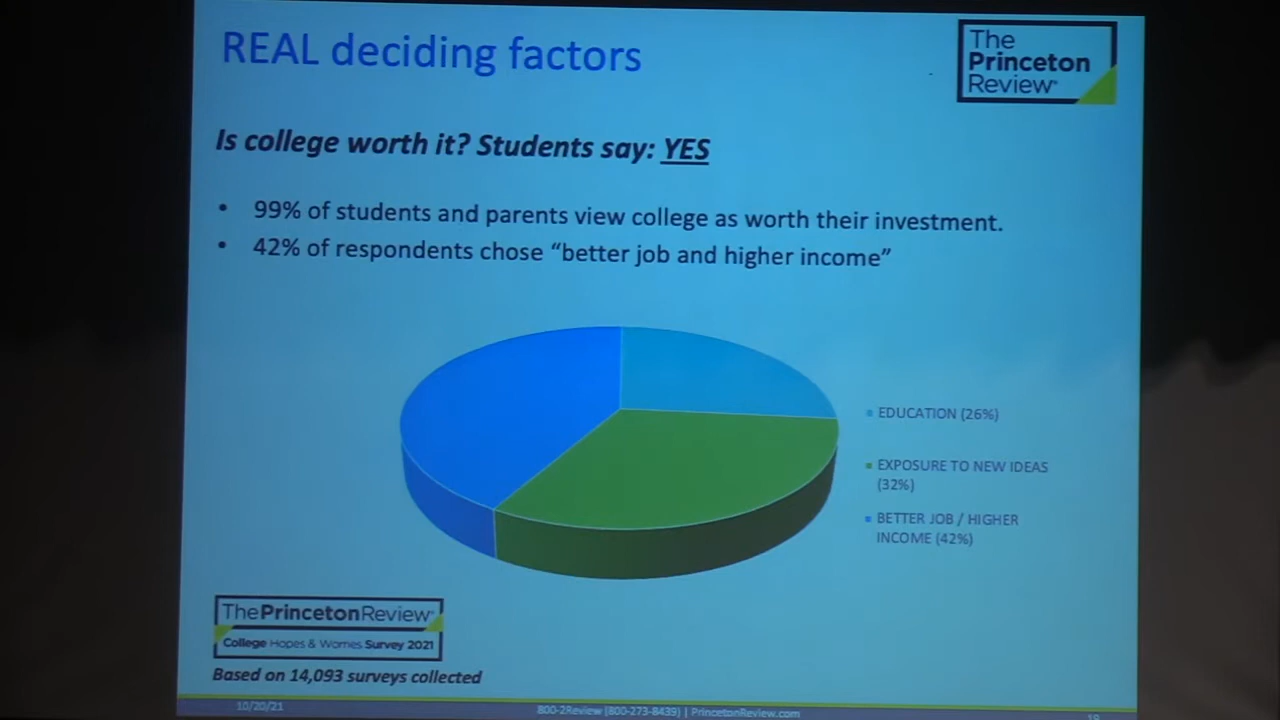 REAL deciding factors
The
Princeton
Review
Is college worth it? Students say: YES
• 99% of students and parents view college as worth their investment.
• 42% of respondents chose “better job and higher income”
EDUCATION (26%)
EXPOSURE TO NEW IDEAS
(32%)
BETTER JOB / HIGHER
INCOME (42%)
The Princeton Review
College Hopes & Worries Survey 2021
Based on 14,093 surveys collected
10/20/21
800-2Review (800-273-8439) | PrincetonReview.com